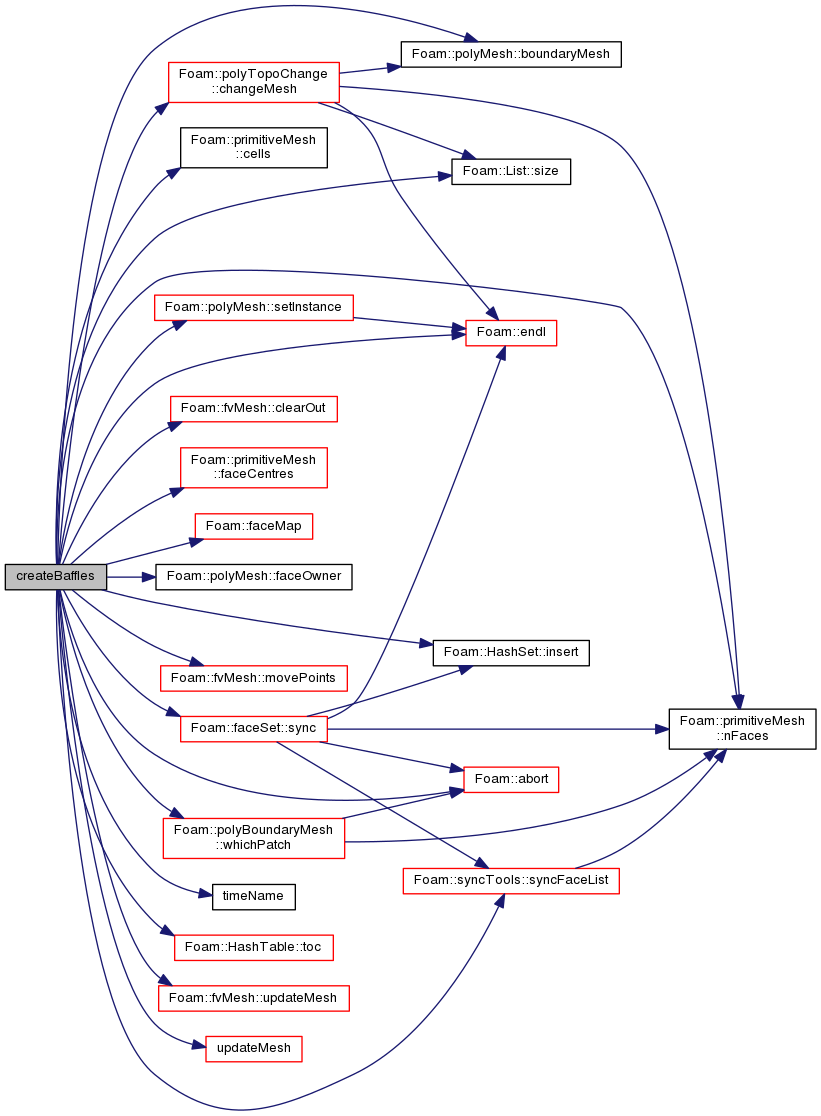 Foam::polyMesh::boundaryMesh
Foam::polyTopoChange
::changeMesh
Foam::primitiveMesh
::cells
Foam::List::size
Foam::polyMesh::setInstance
Foam::endl
Foam::fvMesh::clearOut
Foam::primitiveMesh
::faceCentres
Foam::faceMap
createBaffles
Foam::polyMesh::faceOwner
Foam::HashSet::insert
Foam::fvMesh::movePoints
Foam::faceSet::sync
Foam::primitiveMesh
::nFaces
Foam::abort
Foam::polyBoundaryMesh
::whichPatch
Foam::syncTools::syncFaceList
timeName
Foam::HashTable::toc
Foam::fvMesh::updateMesh
updateMesh